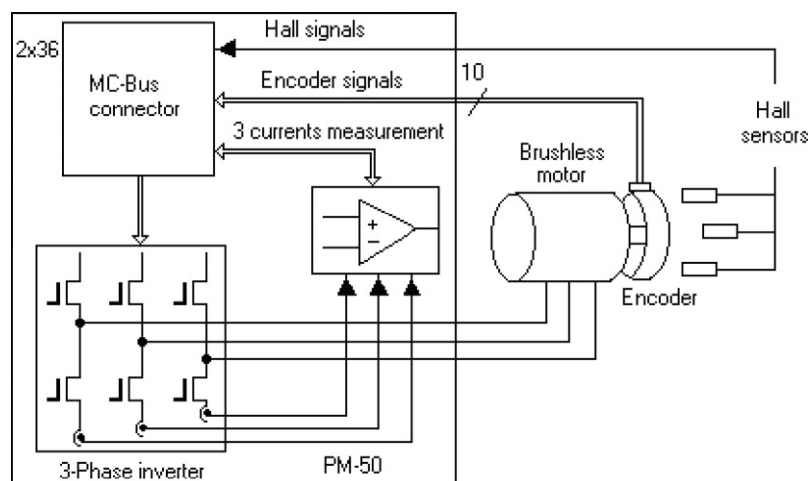 2x36
MC-Bus
connector
Hall signals
Encoder signals
10
3 currents measurement
Hall
sensors
Brushless
motor
+
−
Encoder
3-Phase inverter
PM-50